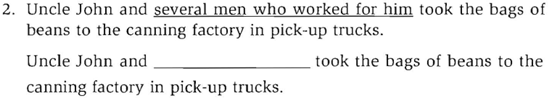 2. Uncle John and several men who worked for him took the bags of
beans to the canning factory in pick-up trucks.
Uncle John and ________________ took the bags of beans to the
canning factory in pick-up trucks.